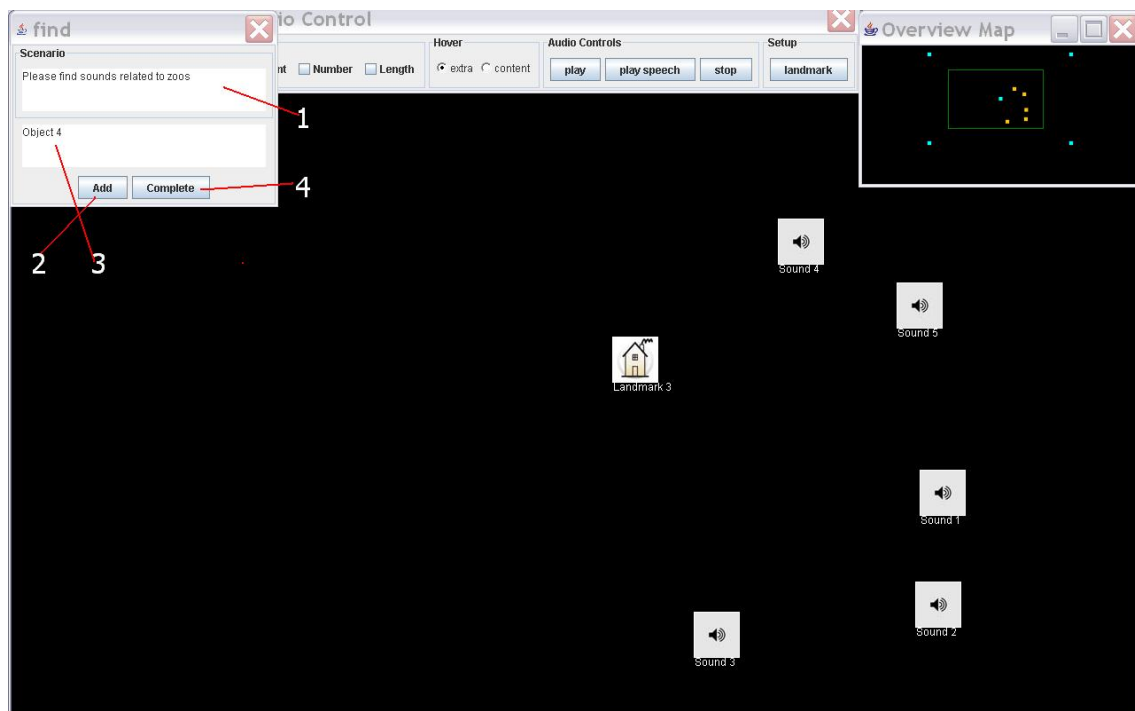 find
Scenario
Please find sounds related to zoos
Object 4
Add Complete
1
2
3
4
io Control
nt Number Length
Hover
extra content
Audio Controls
play play speech stop
Setup
landmark
Overview Map
Sound 4
Sound 5
Landmark 3
Sound 1
Sound 2
Sound 3